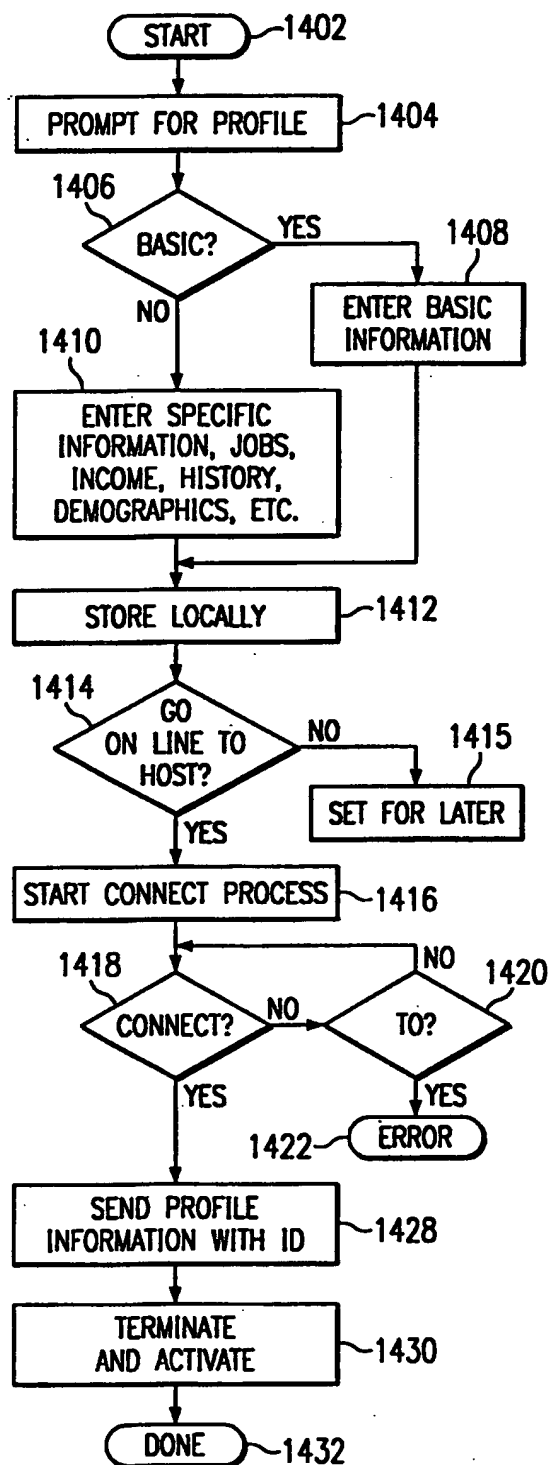 START
1402
PROMPT FOR PROFILE
1404
1406
BASIC?
YES
1408
NO
ENTER BASIC
INFORMATION
1410
ENTER SPECIFIC
INFORMATION, JOBS,
INCOME, HISTORY,
DEMOGRAPHICS, ETC.
STORE LOCALLY
1412
1414
GO
ON LINE TO
HOST?
NO
1415
SET FOR LATER
YES
START CONNECT PROCESS
1416
1418
CONNECT?
NO
NO
1420
TO?
YES
YES
1422
ERROR
SEND PROFILE
INFORMATION WITH ID
1428
TERMINATE
AND ACTIVATE
1430
DONE
1432